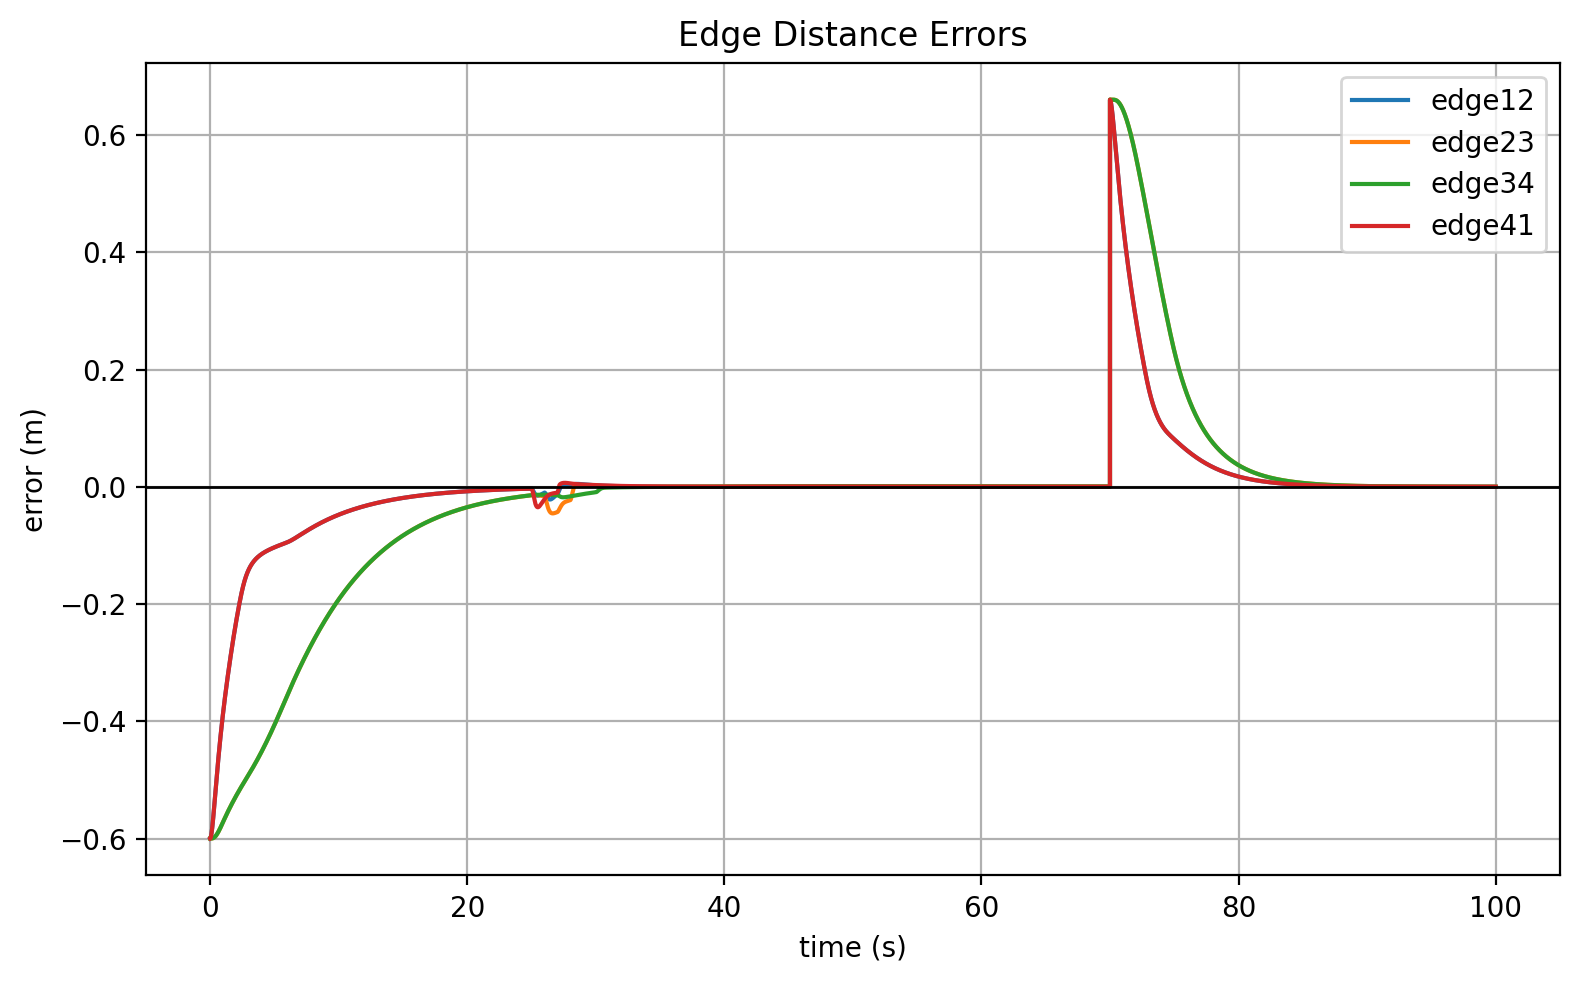 Edge Distance Errors
edge12
edge23
edge34
edge41
error (m)
0.6
0.4
0.2
0.0
−0.2
−0.4
−0.6
0 20 40 60 80 100
time (s)